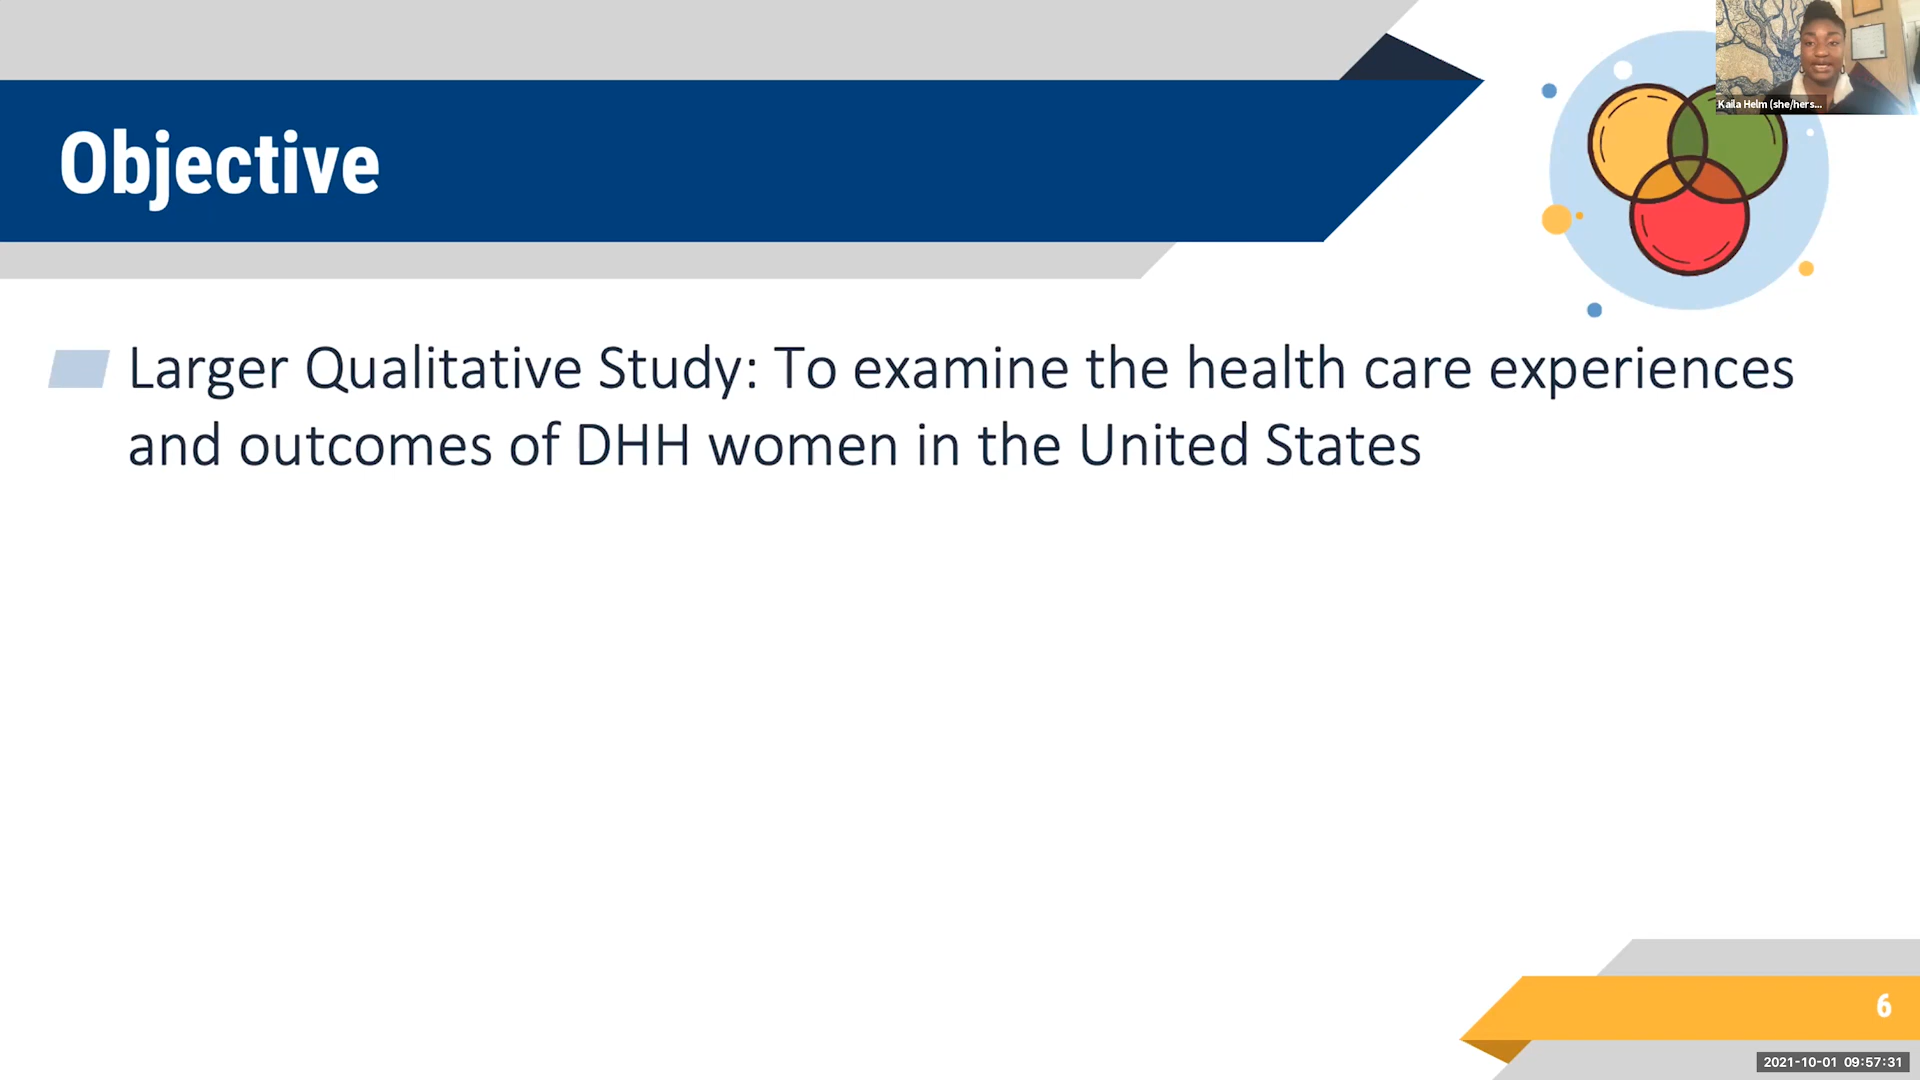 Objective
Kaila Helm (she/hers...
Larger Qualitative Study: To examine the health care experiences
and outcomes of DHH women in the United States
6
2021-10-01 09:57:31